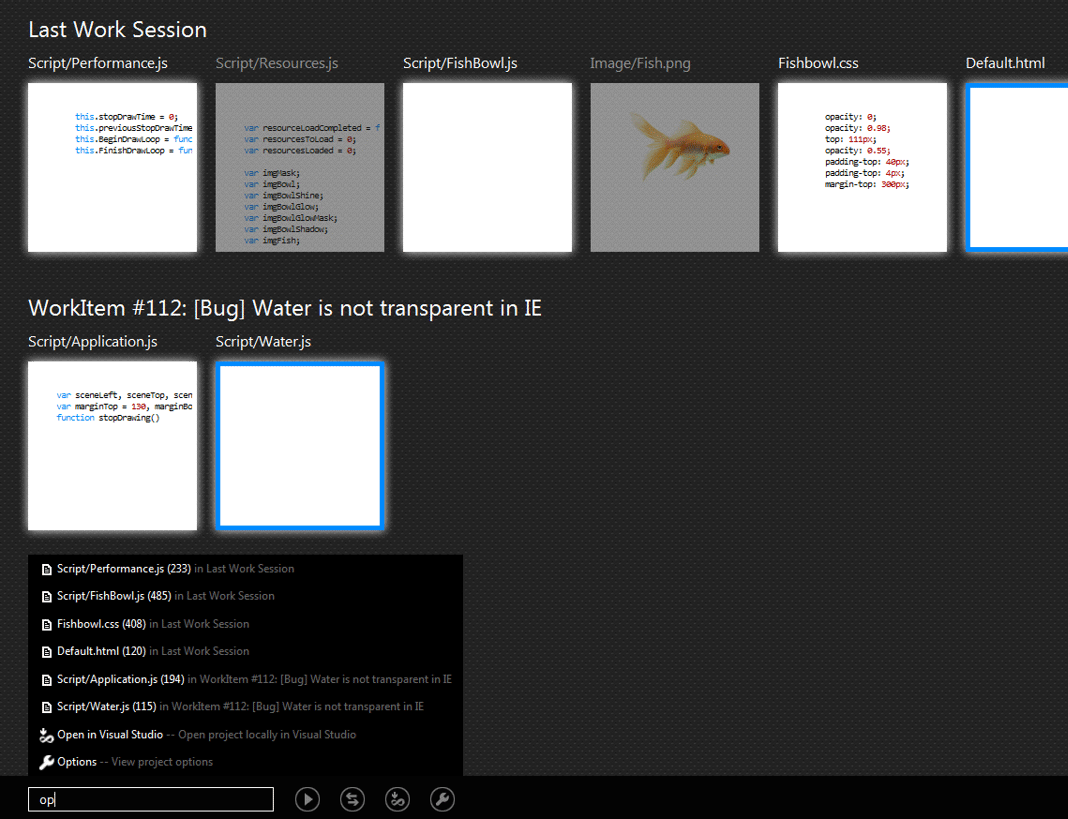 Last Work Session
Script/Performance.js
Script/Resources.js
Script/FishBowl.js
Image/Fish.png
Fishbowl.css
Default.html
this.stopDrawTime = 0;
this.previousStopDrawTime
this.BeginDrawLoop = func
this.FinishDrawLoop = fun
var resourceLoadCompleted = f
var resourcesToLoad = 0;
var resourcesLoaded = 0;
var imgMask;
var imgBowl;
var imgBowlShine;
var imgBowlGlow;
var imgBowlGlowMask;
var imgBowlShadow;
var imgFish;
opacity: 0;
opacity: 0.98;
top: 111px;
opacity: 0.55;
padding-top: 40px;
padding-top: 4px;
margin-top: 300px;
WorkItem #112: [Bug] Water is not transparent in IE
Script/Application.js
Script/Water.js
var sceneLeft, sceneTop, scen
var marginTop = 130, marginBo
function stopDrawing()
Script/Performance.js (233) in Last Work Session
Script/FishBowl.js (485) in Last Work Session
Fishbowl.css (408) in Last Work Session
Default.html (120) in Last Work Session
Script/Application.js (194) in WorkItem #112: [Bug] Water is not transparent in IE
Script/Water.js (115) in WorkItem #112: [Bug] Water is not transparent in IE
Open in Visual Studio -- Open project locally in Visual Studio
Options -- View project options
op